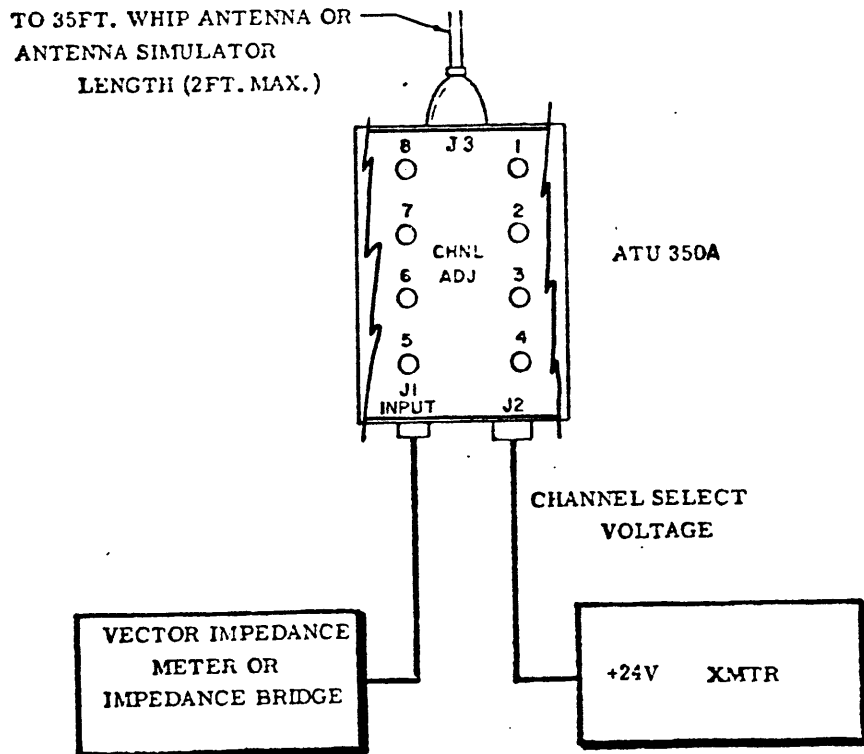 TO 35FT. WHIP ANTENNA OR
ANTENNA SIMULATOR
LENGTH (2FT. MAX.)
8 J3 1
7 2
CHNL
ADJ
6 3
5 4
J1
INPUT J2
ATU 350A
CHANNEL SELECT
VOLTAGE
VECTOR IMPEDANCE
METER OR
IMPEDANCE BRIDGE
+24V XMTR